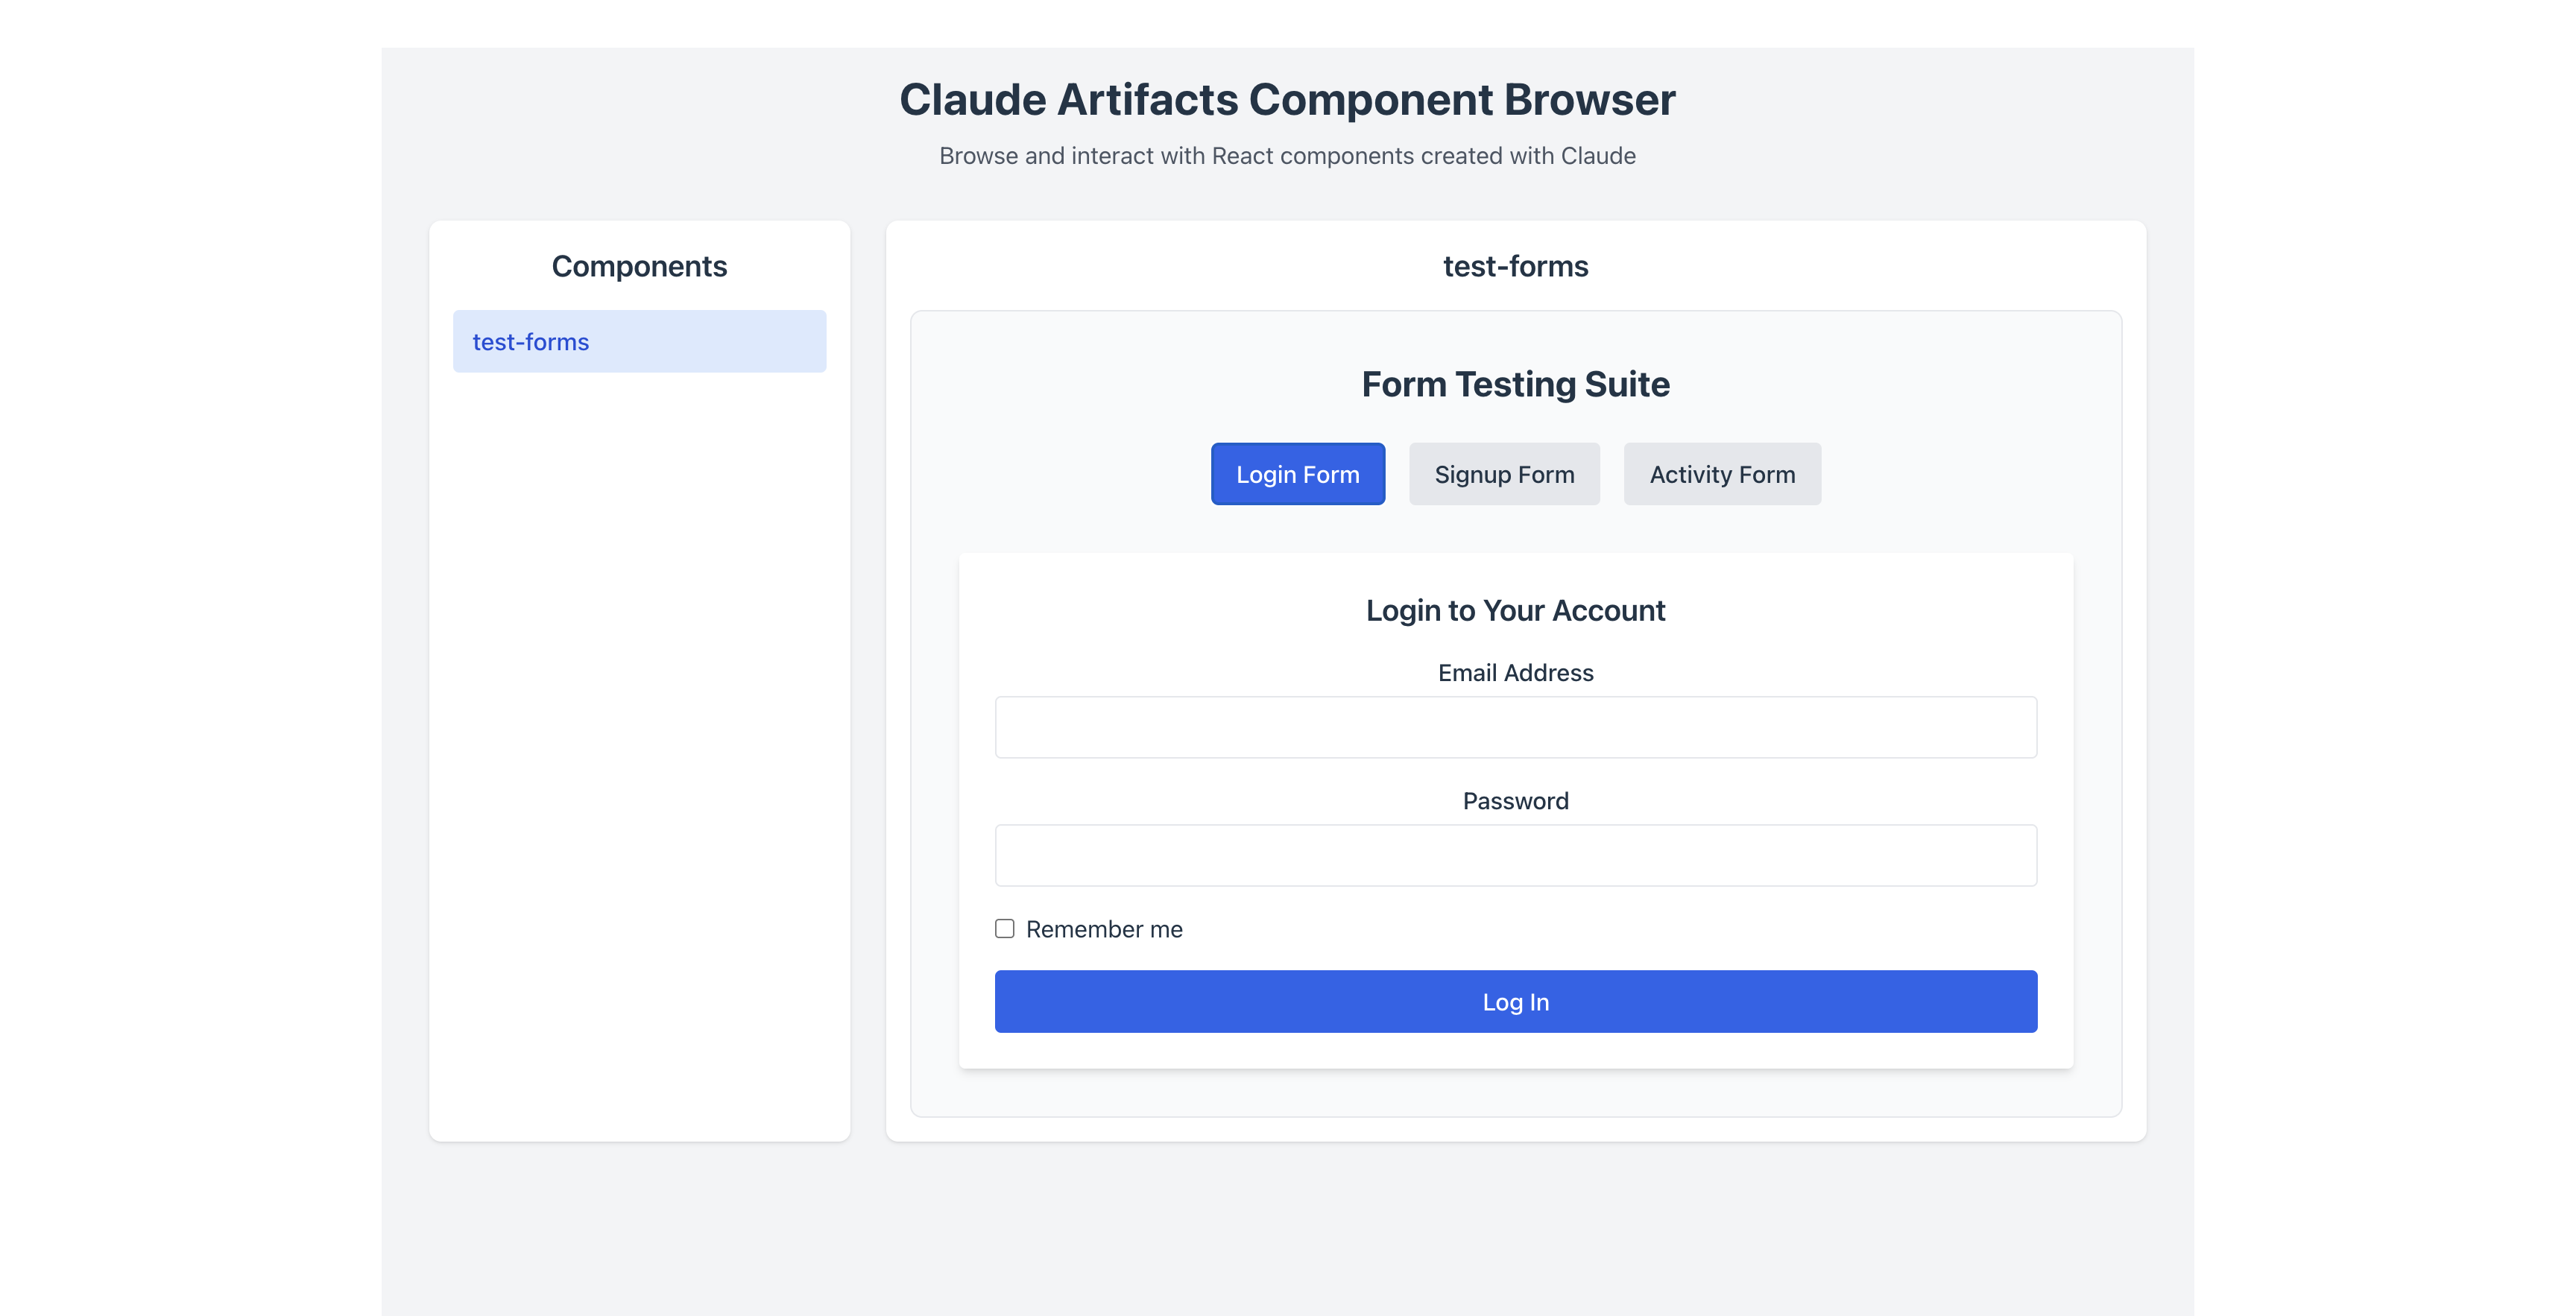 Claude Artifacts Component Browser
Browse and interact with React components created with Claude
Components
test-forms
test-forms
Form Testing Suite
Login Form
Signup Form
Activity Form
Login to Your Account
Email Address
Password
Remember me
Log In